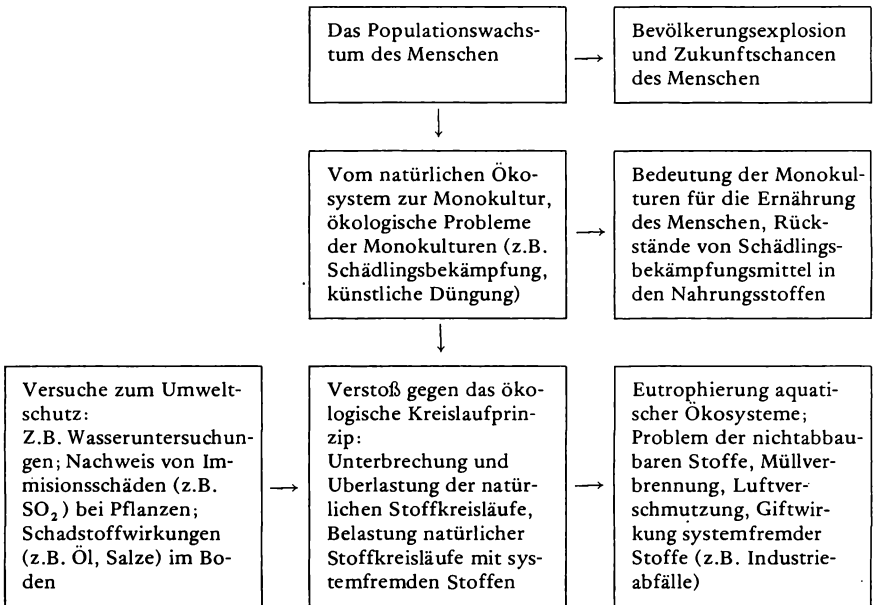 Das Populationswachs-
tum des Menschen
→
Bevölkerungsexplosion
und Zukunftschancen
des Menschen
↓
Vom natürlichen Öko-
system zur Monokultur,
ökologische Probleme
der Monokulturen (z.B.
Schädlingsbekämpfung,
künstliche Düngung)
→
Bedeutung der Monokul-
turen für die Ernährung
des Menschen, Rück-
stände von Schädlings-
bekämpfungsmittel in
den Nahrungsstoffen
↓
Versuche zum Umwelt-
schutz:
Z.B. Wasseruntersuchun-
gen; Nachweis von Im-
misionsschäden (z.B.
SO₂) bei Pflanzen;
Schadstoffwirkungen
(z.B. Öl, Salze) im Bo-
den
→
Verstoß gegen das öko-
logische Kreislaufprin-
zip:
Unterbrechung und
Uberlastung der natür-
lichen Stoffkreisläufe,
Belastung natürlicher
Stoffkreisläufe mit sys-
temfremden Stoffen
→
Eutrophierung aquati-
scher Ökosysteme;
Problem der nichtabbau-
baren Stoffe, Müllver-
brennung, Luftver-
schmutzung, Giftwir-
kung systemfremder
Stoffe (z.B. Industrie-
abfälle)